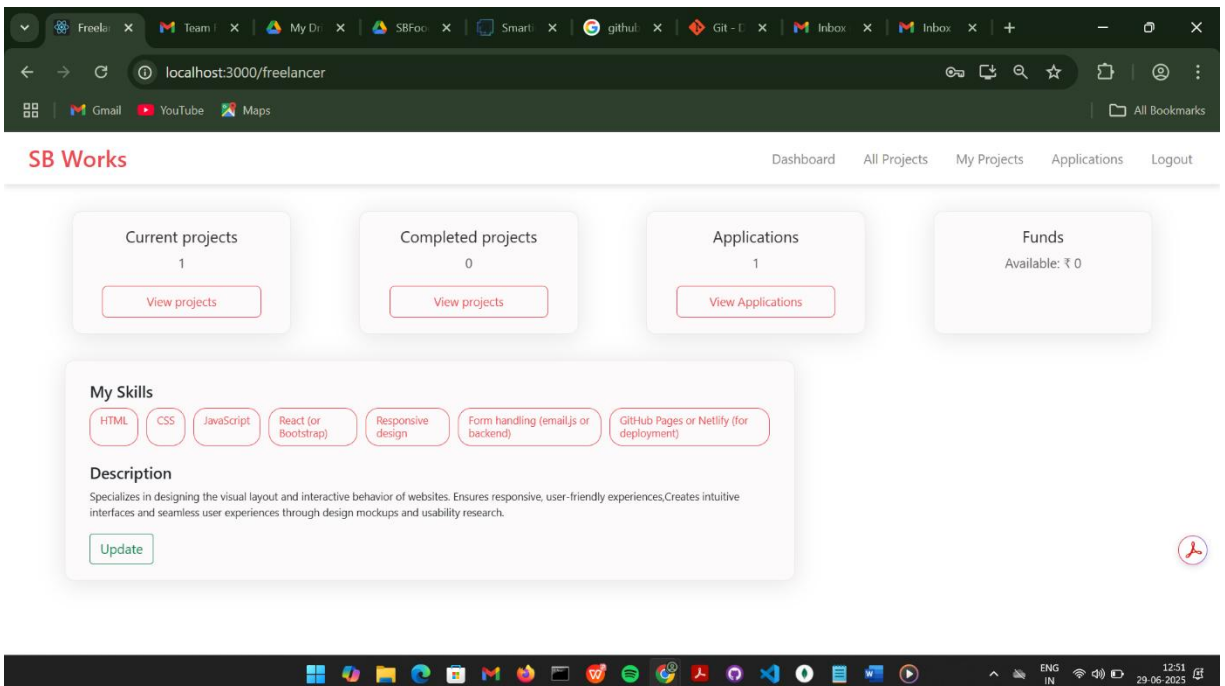 Freela
Team
My Dri
SBFoo
Smarti
github
Git - D
Inbox
Inbox
localhost:3000/freelancer
Gmail
YouTube
Maps
All Bookmarks
SB Works
Dashboard
All Projects
My Projects
Applications
Logout
Current projects
1
View projects
Completed projects
0
View projects
Applications
1
View Applications
Funds
Available: ₹ 0
My Skills
HTML
CSS
JavaScript
React (or
Bootstrap)
Responsive
design
Form handling (email.js or
backend)
GitHub Pages or Netlify (for
deployment)
Description
Specializes in designing the visual layout and interactive behavior of websites. Ensures responsive, user-friendly experiences,Creates intuitive
interfaces and seamless user experiences through design mockups and usability research.
Update
ENG
IN
12:51
29-06-2025